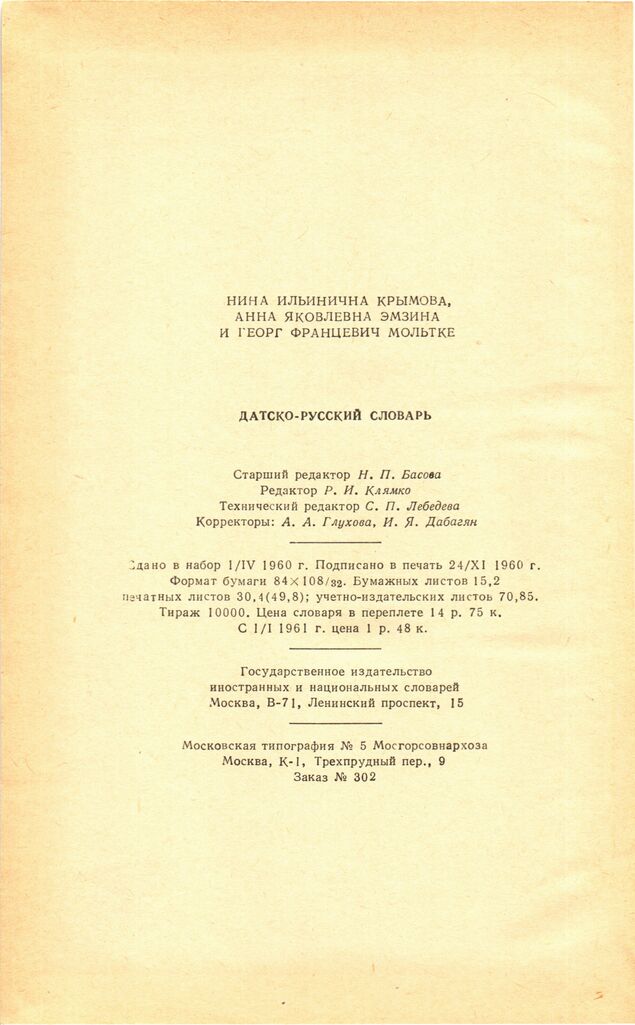 НИНА ИЛЬИНИЧНА КРЫМОВА,
АННА ЯКОВЛЕВНА ЭМЗИНА
И ГЕОРГ ФРАНЦЕВИЧ МОЛЬТКЕ
ДАТСКО-РУССКИЙ СЛОВАРЬ
Старший редактор Н. П. Басова
Редактор Р. И. Клямко
Технический редактор С. П. Лебедева
Корректоры: А. А. Глухова, И. Я. Дабагян
Сдано в набор 1/IV 1960 г. Подписано в печать 24/XI 1960 г.
Формат бумаги 84×108/32. Бумажных листов 15,2
печатных листов 30,4(49,8); учетно-издательских листов 70,85.
Тираж 10000. Цена словаря в переплете 14 р. 75 к.
С 1/I 1961 г. цена 1 р. 48 к.
Государственное издательство
иностранных и национальных словарей
Москва, В-71, Ленинский проспект, 15
Московская типография № 5 Мосгорсовнархоза
Москва, К-1, Трехпрудный пер., 9
Заказ № 302